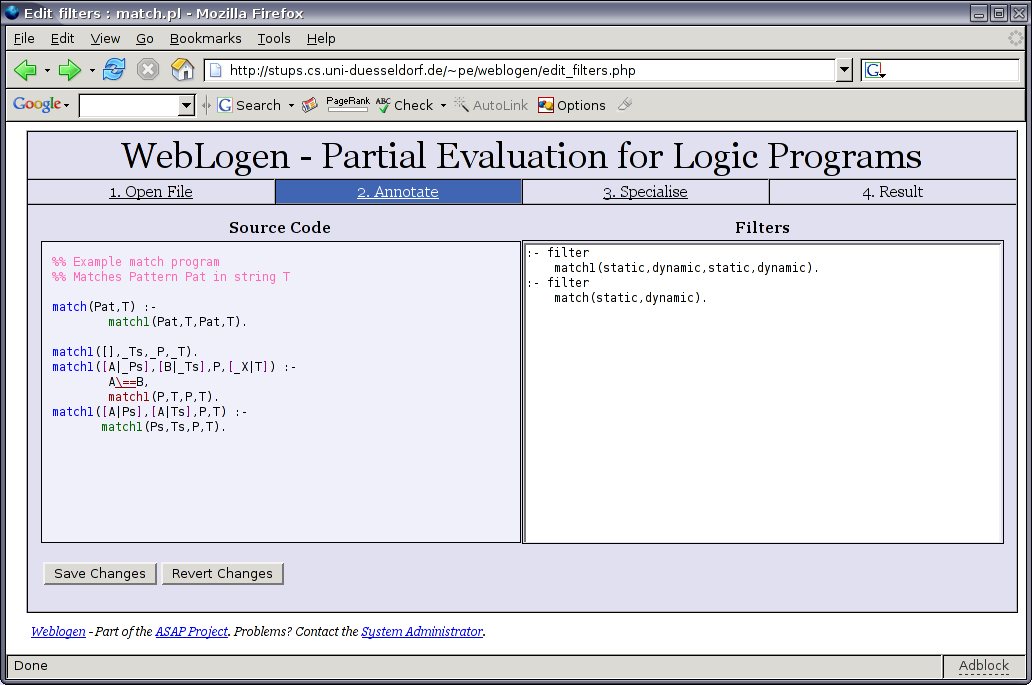 Edit filters : match.pl - Mozilla Firefox
File Edit View Go Bookmarks Tools Help
http://stups.cs.uni-duesseldorf.de/~pe/weblogen/edit_filters.php G
Google G Search PageRank ABC Check AutoLink Options
WebLogen - Partial Evaluation for Logic Programs
1. Open File 2. Annotate 3. Specialise 4. Result
Source Code
%% Example match program
%% Matches Pattern Pat in string T
match(Pat,T) :-
match1(Pat,T,Pat,T).
match1([],_Ts,_P,_T).
match1([A|_Ps],[B|_Ts],P,[_X|T]) :-
A\==B,
match1(P,T,P,T).
match1([A|Ps],[A|Ts],P,T) :-
match1(Ps,Ts,P,T).
Filters
:- filter
match1(static,dynamic,static,dynamic).
:- filter
match(static,dynamic).
Save Changes Revert Changes
Weblogen - Part of the ASAP Project. Problems? Contact the System Administrator.
Done Adblock